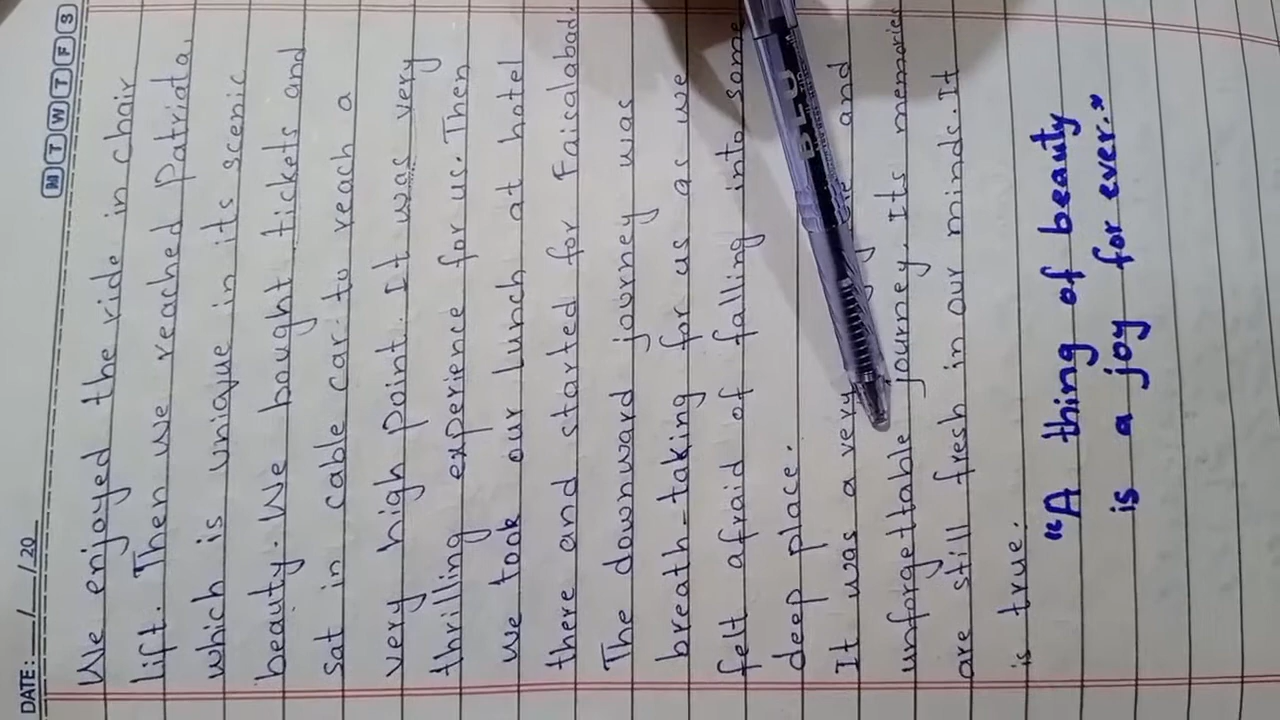 DATE: __/__/20
M T W T F S
We enjoyed the ride in chair
lift. Then we reached Patriata,
which is unique in its scenic
beauty. We bought tickets and
sat in cable car to reach a
very high point. It was very
thrilling experience for us. Then
we took our lunch at hotel
there and started for Faisalabad.
The downward journey was
breath-taking for us as we
felt afraid of falling into some
deep place.
It was a very and
unforgettable journey. Its memories
are still fresh in our minds. It
is true.
"A thing of beauty
is a joy for ever."